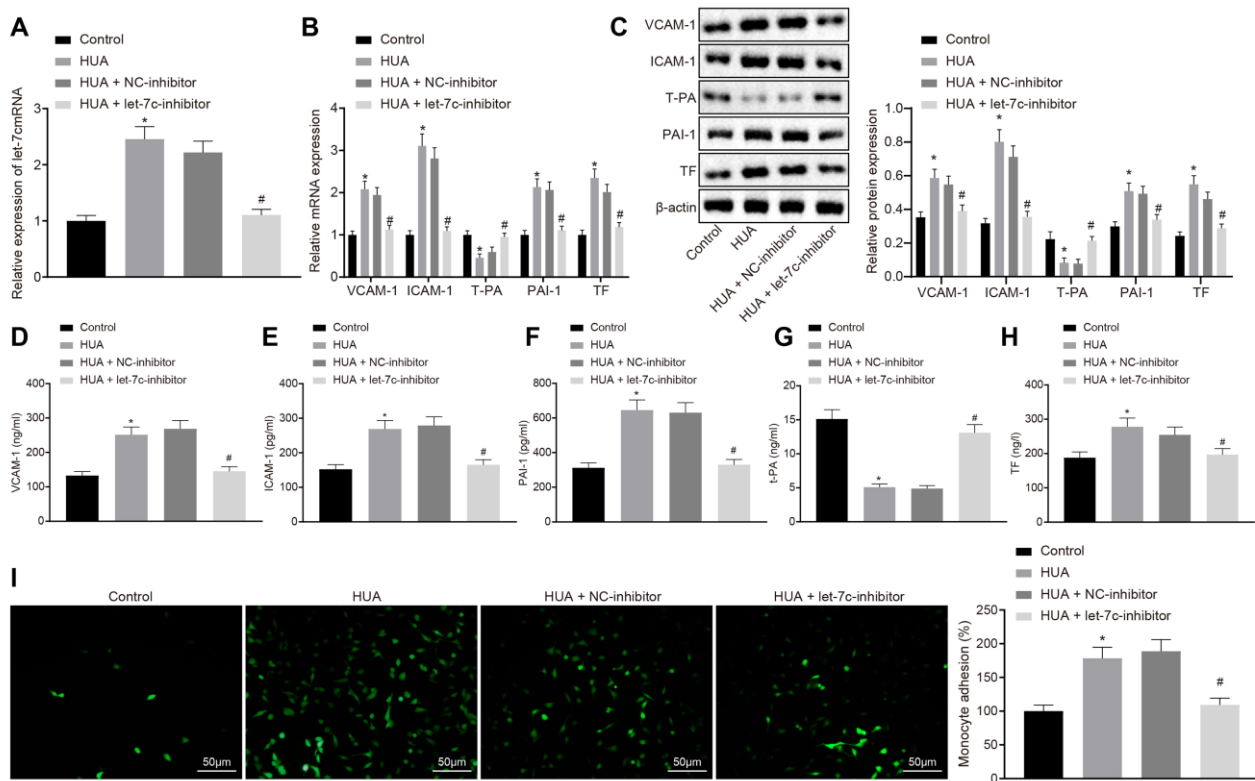 A
Control
HUA
HUA + NC-inhibitor
HUA + let-7c-inhibitor
Relative expression of let-7cmRNA
3
2
1
0
*
#
B
Control
HUA
HUA + NC-inhibitor
HUA + let-7c-inhibitor
Relative mRNA expression
4
3
2
1
0
* # * # * # * # * #
VCAM-1 ICAM-1 T-PA PAI-1 TF
C
VCAM-1
ICAM-1
T-PA
PAI-1
TF
β-actin
Control
HUA
HUA + NC-inhibitor
HUA + let-7c-inhibitor
Control
HUA
HUA + NC-inhibitor
HUA + let-7c-inhibitor
Relative protein expression
1.0
0.8
0.6
0.4
0.2
0.0
* # * # * # * # * #
VCAM-1 ICAM-1 T-PA PAI-1 TF
D
Control
HUA
HUA + NC-inhibitor
HUA + let-7c-inhibitor
VCAM-1 (ng/ml)
400
300
200
100
0
*
#
E
Control
HUA
HUA + NC-inhibitor
HUA + let-7c-inhibitor
ICAM-1 (pg/ml)
400
300
200
100
0
*
#
F
Control
HUA
HUA + NC-inhibitor
HUA + let-7c-inhibitor
PAI-1 (pg/ml)
800
600
400
200
0
*
#
G
Control
HUA
HUA + NC-inhibitor
HUA + let-7c-inhibitor
t-PA (ng/ml)
20
15
10
5
0
*
#
H
Control
HUA
HUA + NC-inhibitor
HUA + let-7c-inhibitor
TF (ng/l)
400
300
200
100
0
*
#
I
Control
HUA
HUA + NC-inhibitor
HUA + let-7c-inhibitor
50μm
50μm
50μm
50μm
Control
HUA
HUA + NC-inhibitor
HUA + let-7c-inhibitor
Monocyte adhesion (%)
250
200
150
100
50
0
*
#